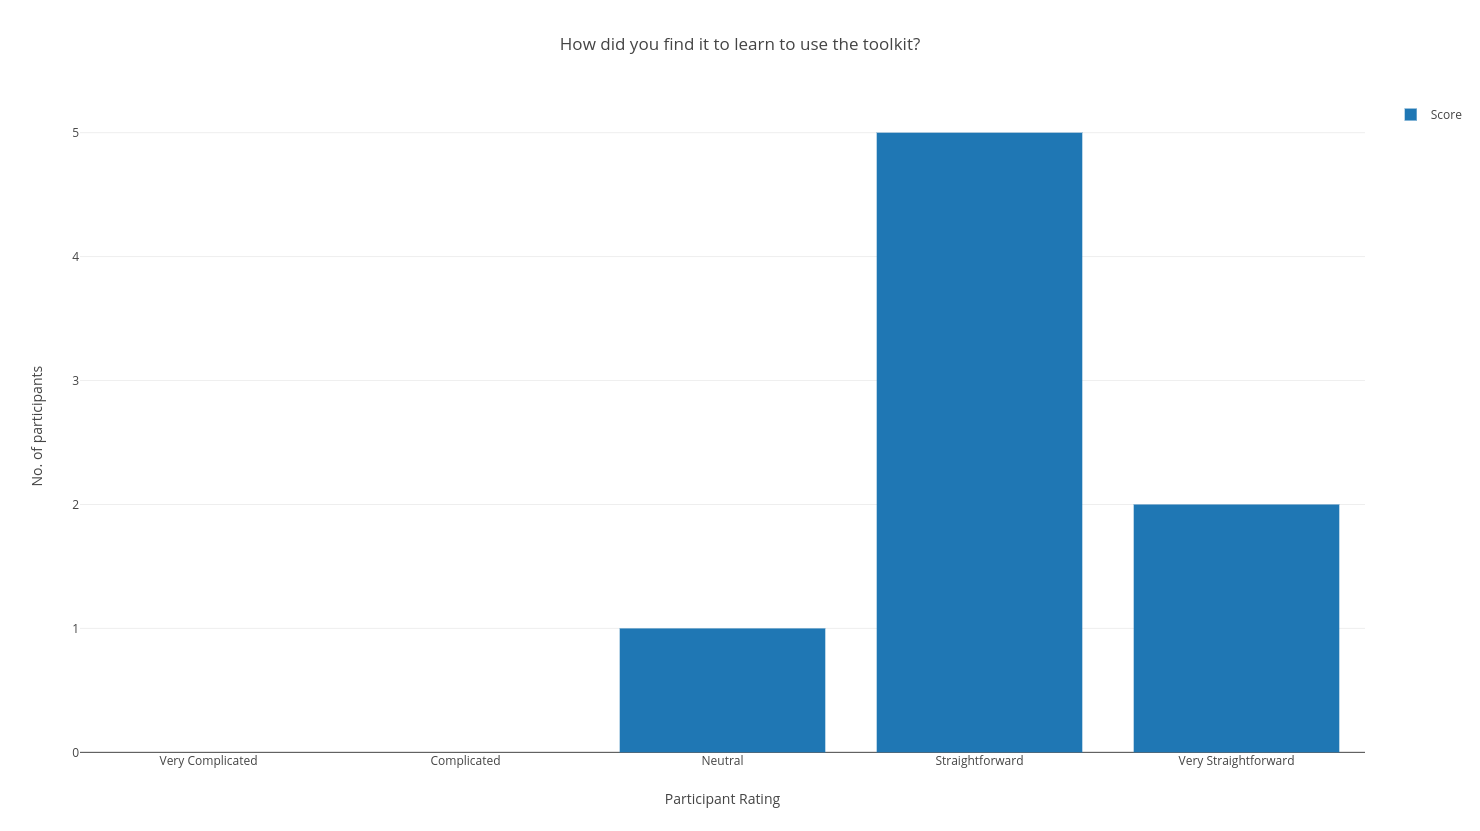 How did you find it to learn to use the toolkit?
Score
5
4
3
2
1
0
No. of participants
Very Complicated
Complicated
Neutral
Straightforward
Very Straightforward
Participant Rating